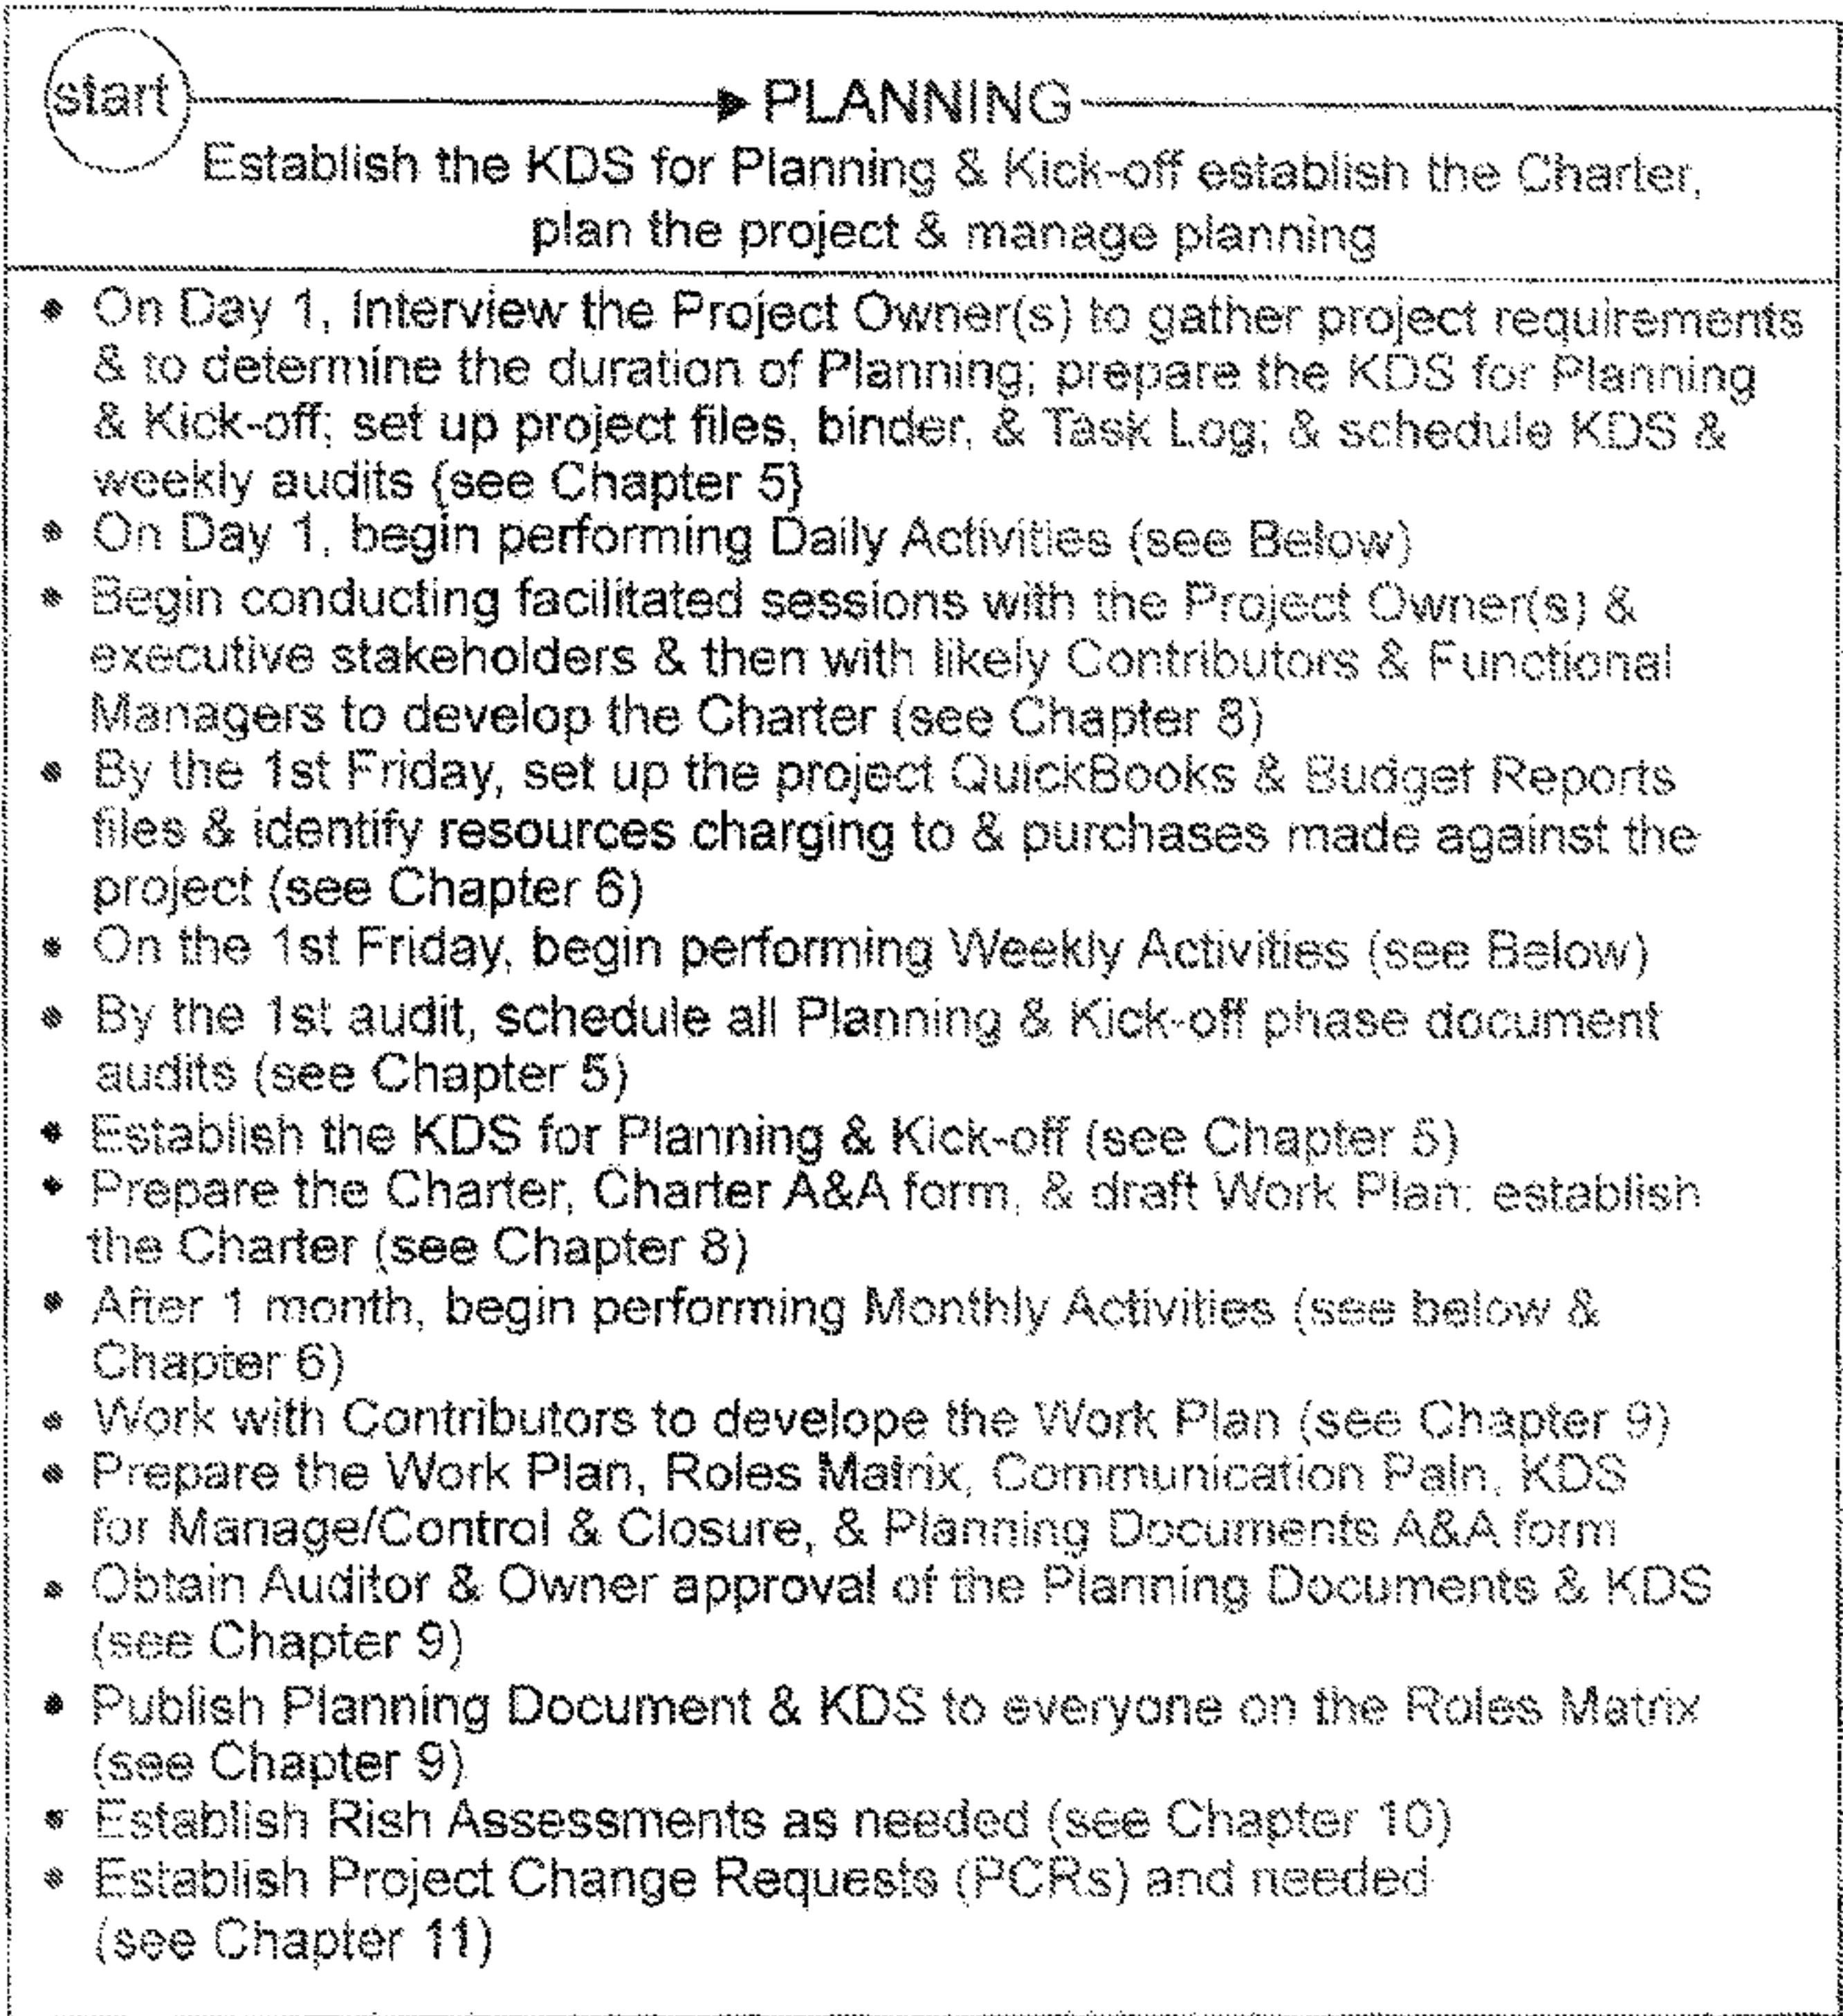 start PLANNING
Establish the KDS for Planning & Kick-off establish the Charter,
plan the project & manage planning
• On Day 1, Interview the Project Owner(s) to gather project requirements
& to determine the duration of Planning; prepare the KDS for Planning
& Kick-off; set up project files, binder, & Task Log; & schedule KDS &
weekly audits (see Chapter 5)
• On Day 1, begin performing Daily Activities (see Below)
• Begin conducting facilitated sessions with the Project Owner(s) &
executive stakeholders & then with likely Contributors & Functional
Managers to develop the Charter (see Chapter 8)
• By the 1st Friday, set up the project QuickBooks & Budget Reports
files & identify resources charging to & purchases made against the
project (see Chapter 6)
• On the 1st Friday, begin performing Weekly Activities (see Below)
• By the 1st audit, schedule all Planning & Kick-off phase document
audits (see Chapter 5)
• Establish the KDS for Planning & Kick-off (see Chapter 5)
• Prepare the Charter, Charter A&A form, & draft Work Plan: establish
the Charter (see Chapter 8)
• After 1 month, begin performing Monthly Activities (see below &
Chapter 6)
• Work with Contributors to develope the Work Plan (see Chapter 9)
• Prepare the Work Plan, Roles Matrix, Communication Paln, KDS
for Manage/Control & Closure, & Planning Documents A&A form
• Obtain Auditor & Owner approval of the Planning Documents & KDS
(see Chapter 9)
• Publish Planning Document & KDS to everyone on the Roles Matrix
(see Chapter 9)
• Establish Rish Assessments as needed (see Chapter 10)
• Establish Project Change Requests (PCRs) and needed
(see Chapter 11)